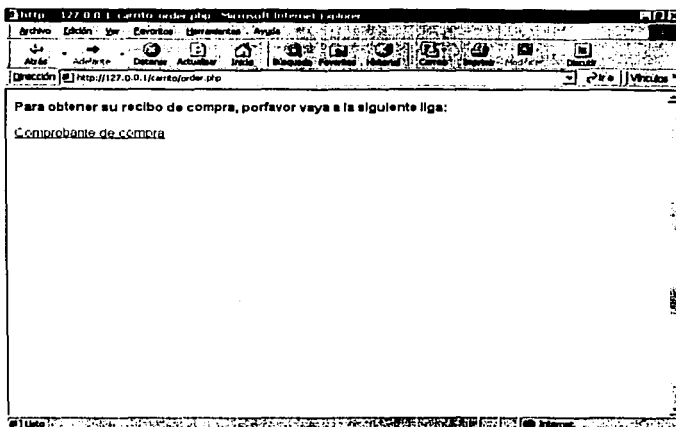 http://127.0.0.1/carrito/order.php - Microsoft Internet Explorer
Archivo Edición Ver Favoritos Herramientas Ayuda
Atrás Adelante Detener Actualizar Inicio Búsqueda Favoritos Historial Correo Imprimir Modificar Discutir
Dirección http://127.0.0.1/carrito/order.php Ir a Vínculos
Para obtener su recibo de compra, porfavor vaya a la siguiente liga:
Comprobante de compra
Listo Internet